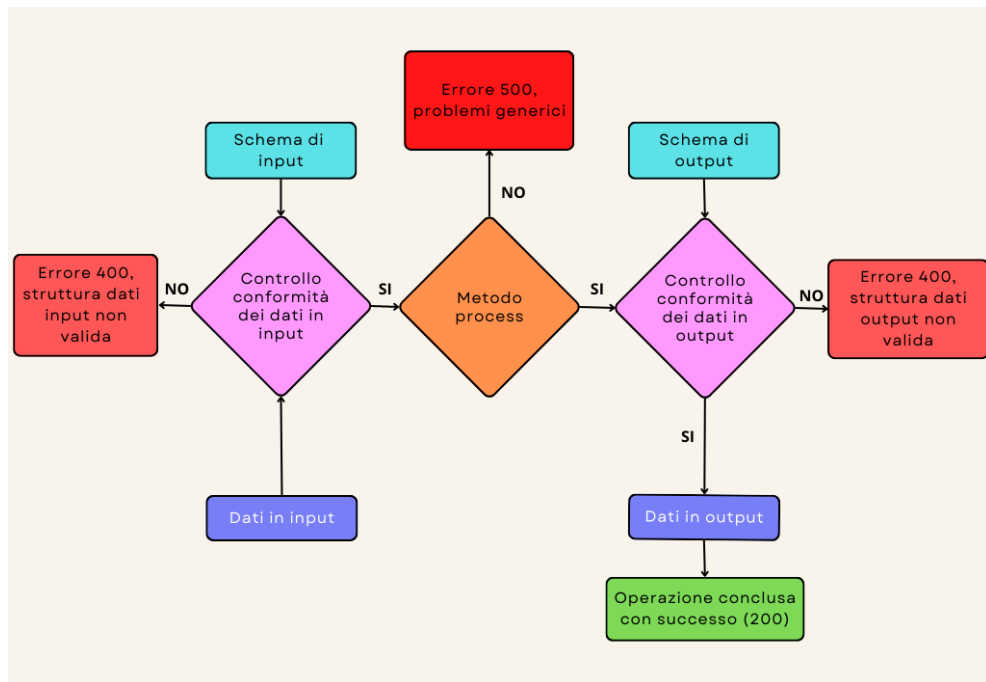 Errore 500,
problemi generici
Schema di
input
Schema di
output
NO
Errore 400,
struttura dati
input non
valida
NO
Controllo
conformità
dei dati in
input
SI
Metodo
process
SI
Controllo
conformità
dei dati in
output
NO
Errore 400,
struttura dati
output non
valida
SI
Dati in input
Dati in output
Operazione conclusa
con successo (200)